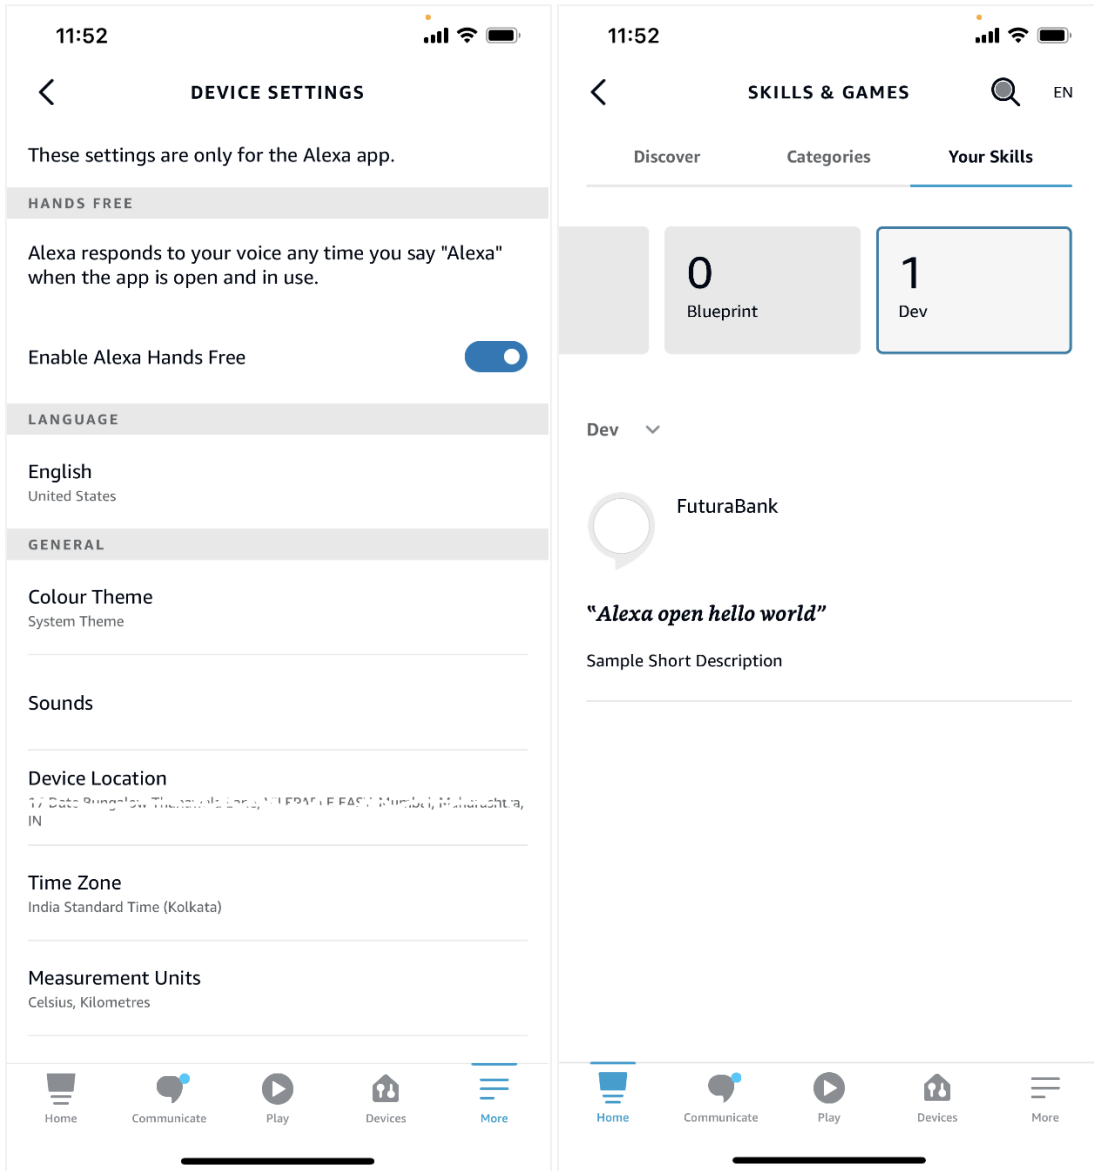 11:52
DEVICE SETTINGS
These settings are only for the Alexa app.
HANDS FREE
Alexa responds to your voice any time you say "Alexa"
when the app is open and in use.
Enable Alexa Hands Free
LANGUAGE
English
United States
GENERAL
Colour Theme
System Theme
Sounds
Device Location
IN
Time Zone
India Standard Time (Kolkata)
Measurement Units
Celsius, Kilometres
Home
Communicate
Play
Devices
More
11:52
SKILLS & GAMES
EN
Discover
Categories
Your Skills
0
Blueprint
1
Dev
Dev
FuturaBank
“Alexa open hello world”
Sample Short Description
Home
Communicate
Play
Devices
More